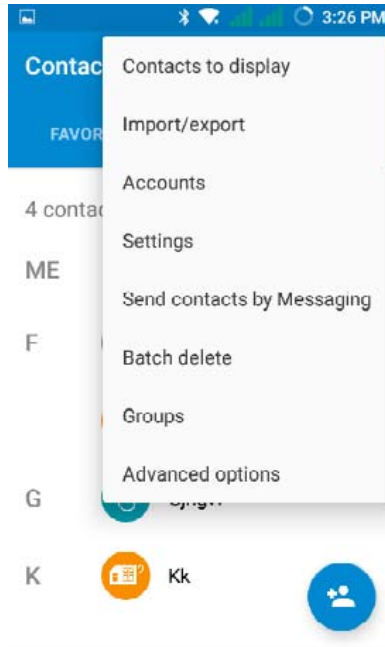 3:26 PM
Contac
Contacts to display
FAVOR
Import/export
Accounts
4 contac
Settings
ME
Send contacts by Messaging
F
Batch delete
Groups
Advanced options
G
K
Kk